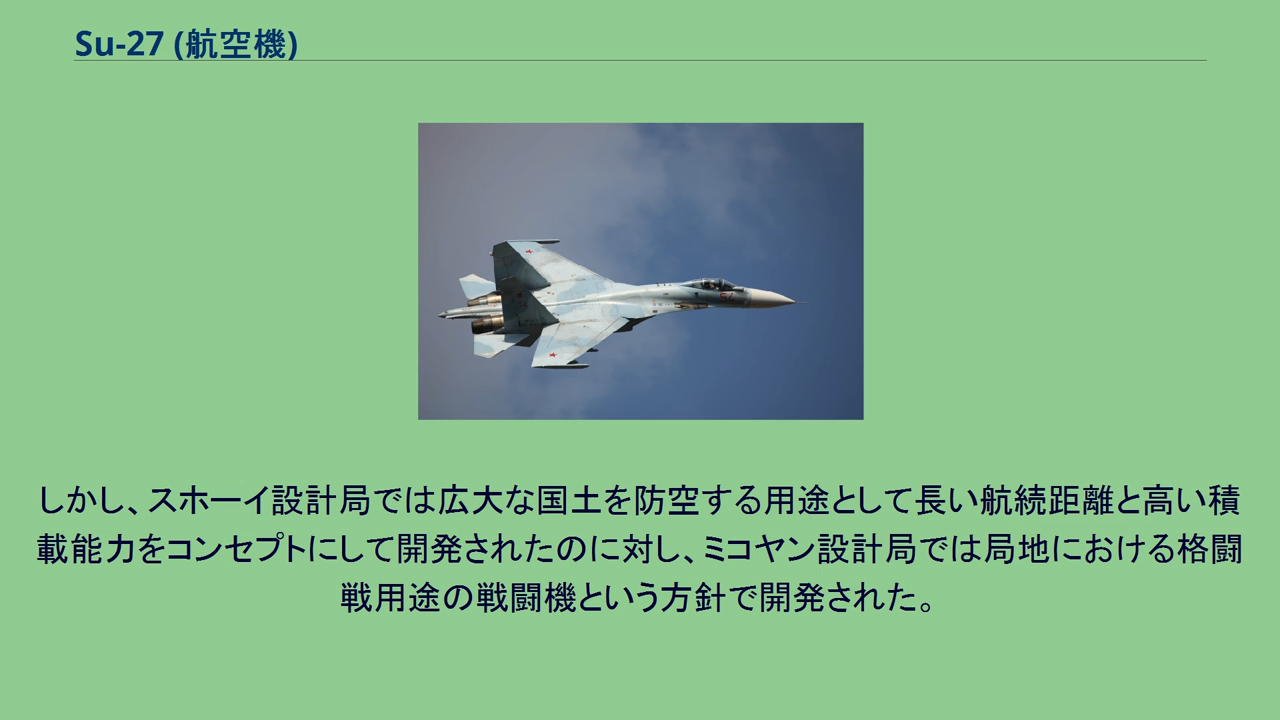 Su-27 (航空機)
しかし、スホーイ設計局では広大な国土を防空する用途として長い航続距離と高い積
載能力をコンセプトにして開発されたのに対し、ミコヤン設計局では局地における格闘
戦用途の戦闘機という方針で開発された。